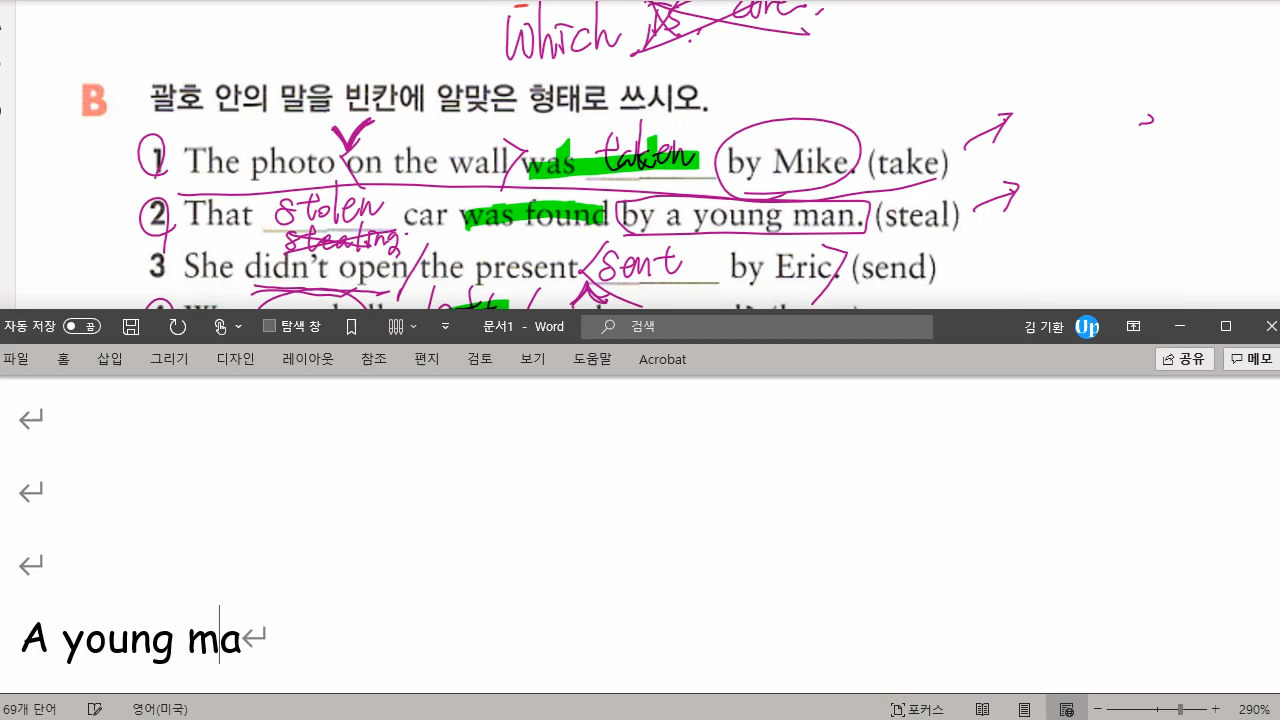 Which is are.
B 괄호 안의 말을 빈칸에 알맞은 형태로 쓰시오.
1 The photo on the wall was taken by Mike. (take)
2 That stolen car was found by a young man. (steal)
stealing
3 She didn't open the present sent by Eric. (send)
자동 저장 끔 탐색 창 문서1 - Word 검색 김 기환 Up
파일 홈 삽입 그리기 디자인 레이아웃 참조 편지 검토 보기 도움말 Acrobat 공유 메모
A young ma
69개 단어 영어(미국) 포커스 290%